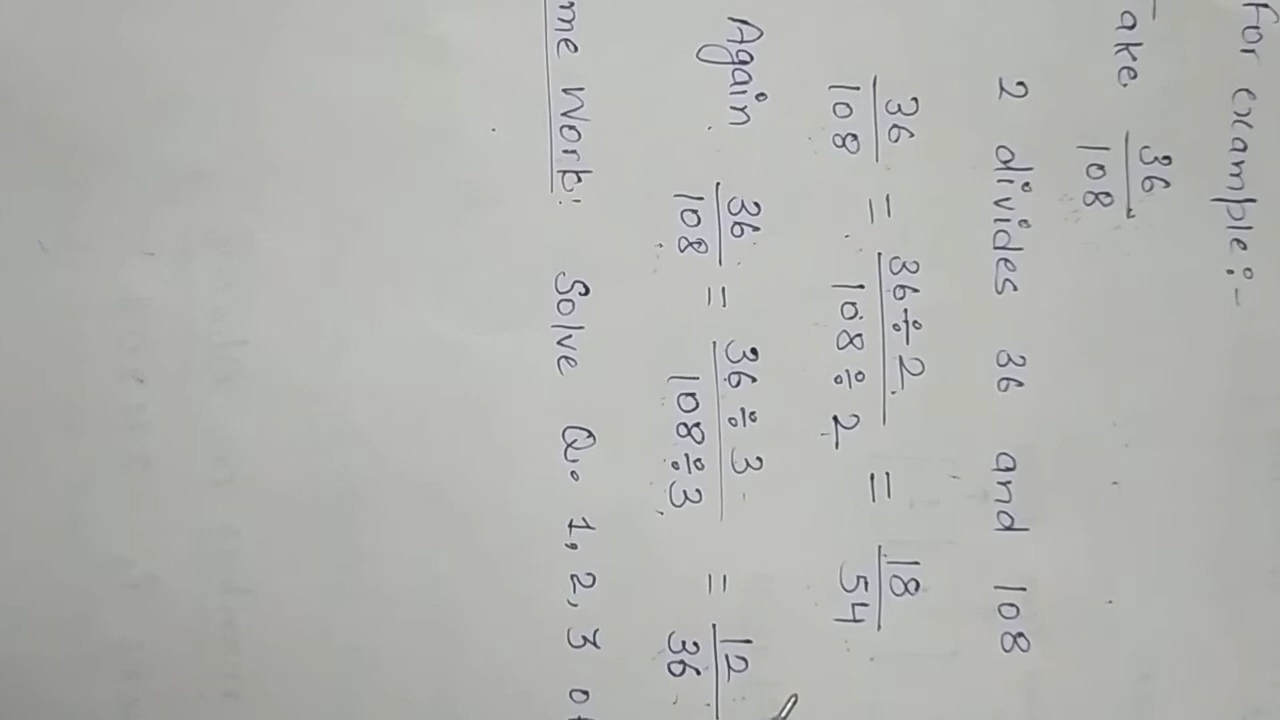 For example:-
Take 36/108
2 divides 36 and 108
36/108 = 36÷2/108÷2 = 18/54
Again 36/108 = 36÷3/108÷3 = 12/36
me Work: Solve Q. 1, 2, 3